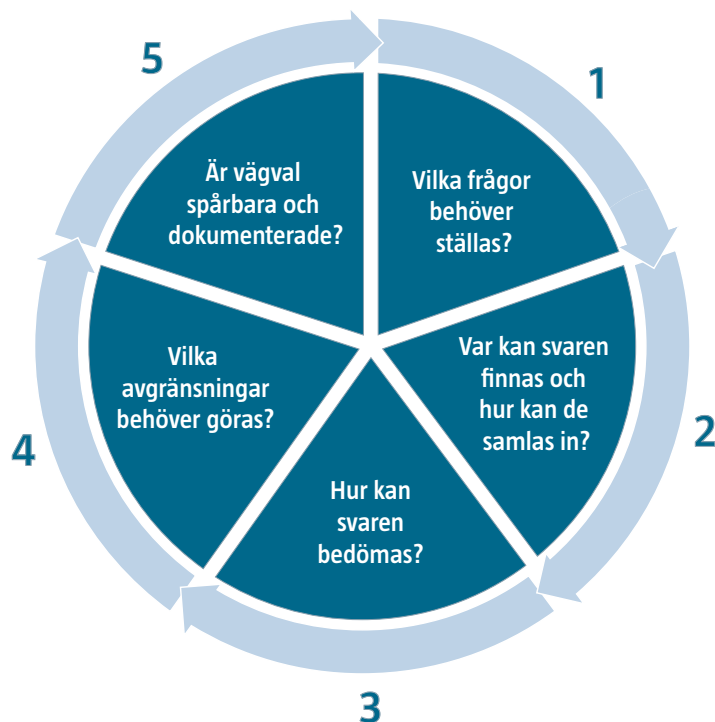 1
Vilka frågor
behöver
ställas?
2
Var kan svaren
finnas och
hur kan de
samlas in?
3
Hur kan
svaren
bedömas?
4
Vilka
avgränsningar
behöver göras?
5
Är vägval
spårbara och
dokumenterade?